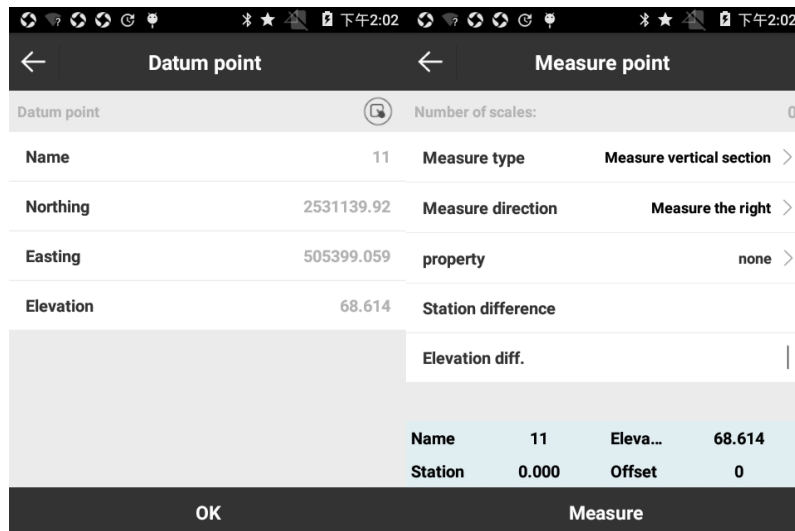 下午2:02
Datum point
Datum point
Name 11
Northing 2531139.92
Easting 505399.059
Elevation 68.614
OK
下午2:02
Measure point
Number of scales: 0
Measure type Measure vertical section
Measure direction Measure the right
property none
Station difference
Elevation diff.
Name 11 Eleva... 68.614
Station 0.000 Offset 0
Measure